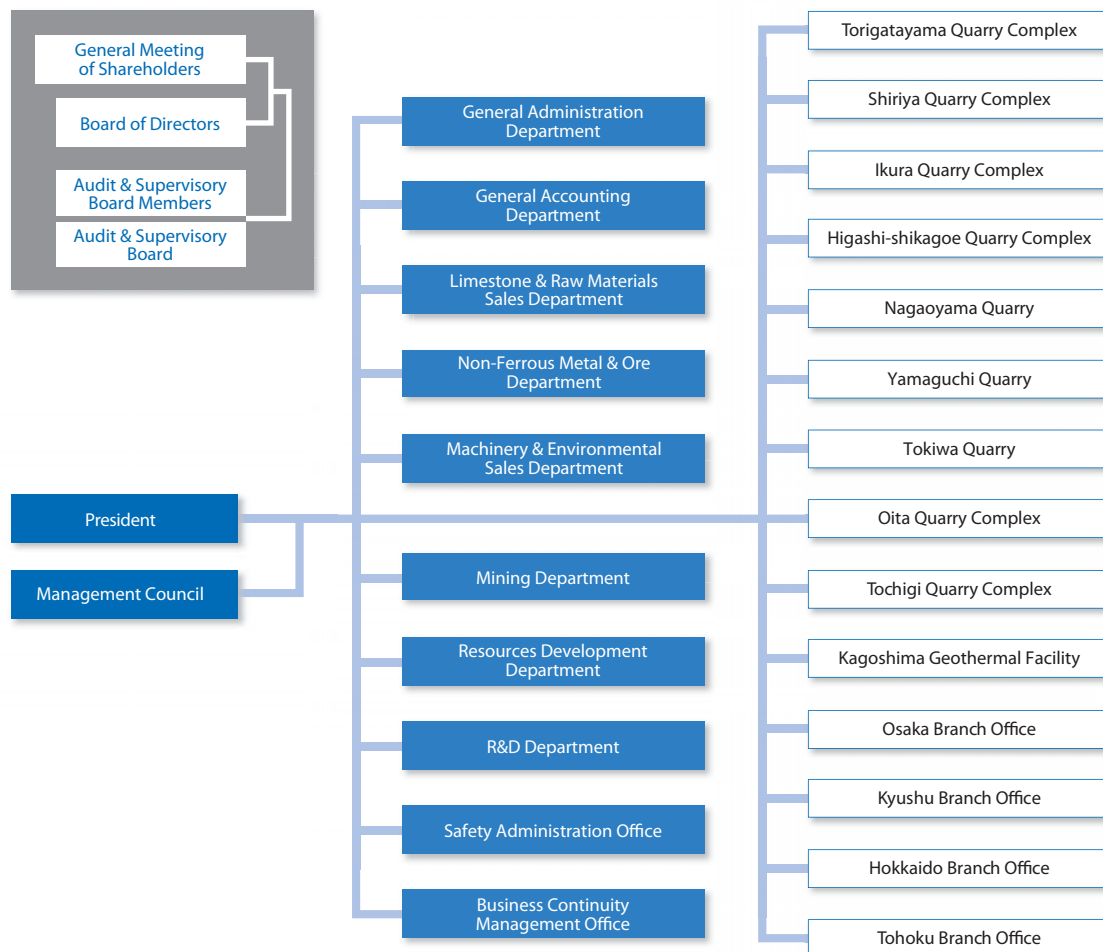 General Meeting
of Shareholders
Board of Directors
Audit & Supervisory
Board Members
Audit & Supervisory
Board
President
Management Council
General Administration
Department
General Accounting
Department
Limestone & Raw Materials
Sales Department
Non-Ferrous Metal & Ore
Department
Machinery & Environmental
Sales Department
Mining Department
Resources Development
Department
R&D Department
Safety Administration Office
Business Continuity
Management Office
Torigatayama Quarry Complex
Shiriya Quarry Complex
Ikura Quarry Complex
Higashi-shikagoe Quarry Complex
Nagaoyama Quarry
Yamaguchi Quarry
Tokiwa Quarry
Oita Quarry Complex
Tochigi Quarry Complex
Kagoshima Geothermal Facility
Osaka Branch Office
Kyushu Branch Office
Hokkaido Branch Office
Tohoku Branch Office